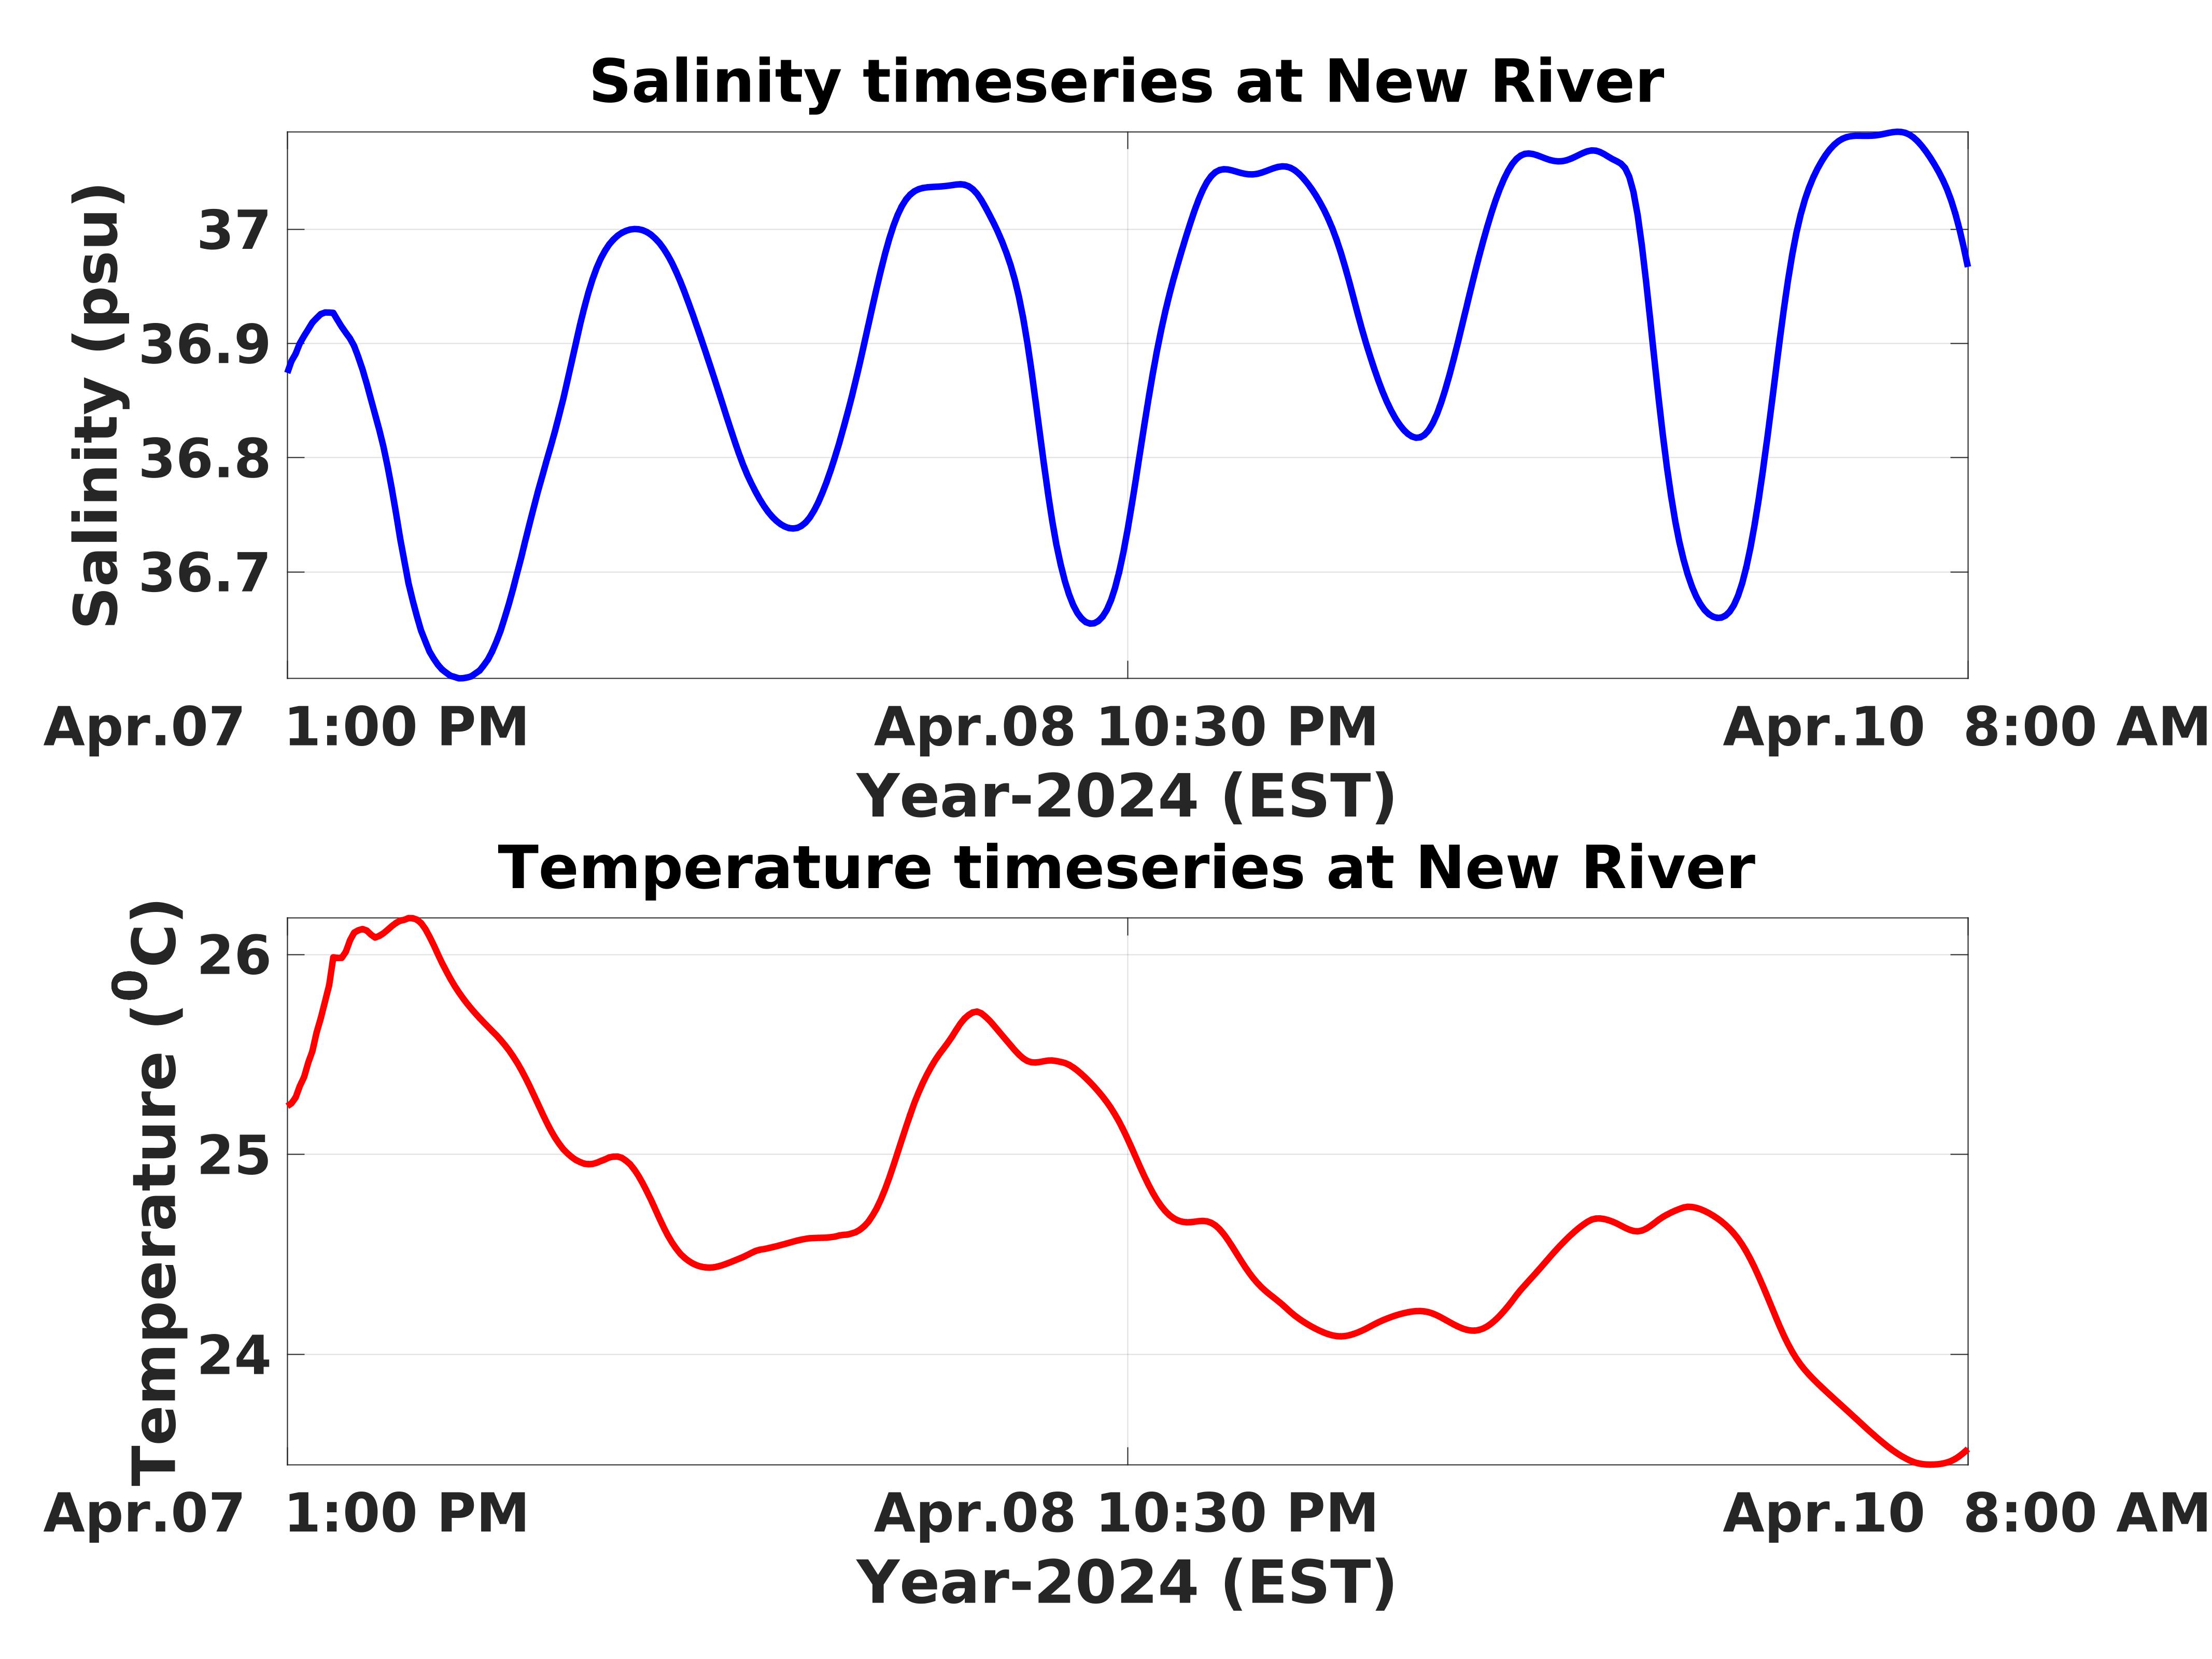 Salinity timeseries at New River
Salinity (psu)
37
36.9
36.8
36.7
Apr.07  1:00 PM
Apr.08 10:30 PM
Apr.10  8:00 AM
Year-2024 (EST)
Temperature timeseries at New River
Temperature (⁰C)
26
25
24
Apr.07  1:00 PM
Apr.08 10:30 PM
Apr.10  8:00 AM
Year-2024 (EST)